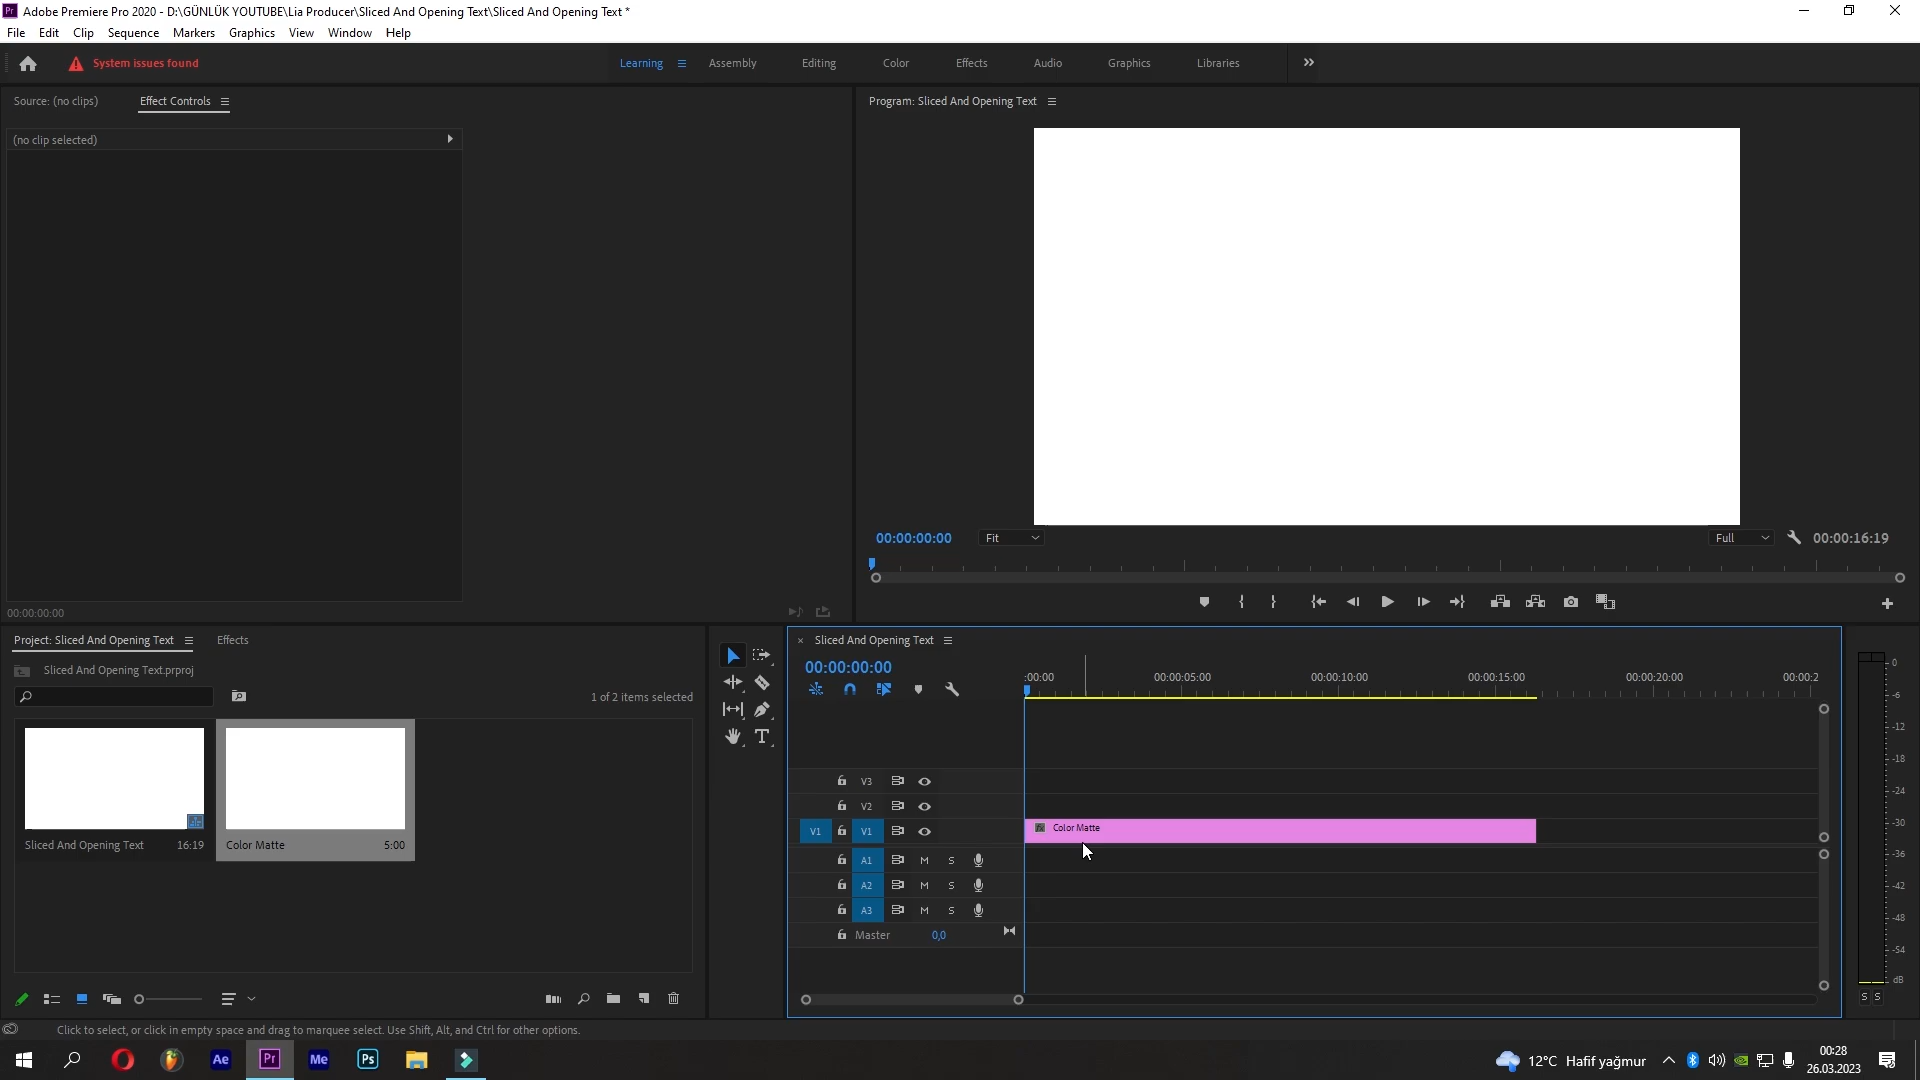 Adobe Premiere Pro 2020 - D:\GÜNLÜK YOUTUBE\Lia Producer\Sliced And Opening Text\Sliced And Opening Text *
File Edit Clip Sequence Markers Graphics View Window Help
System issues found
Learning Assembly Editing Color Effects Audio Graphics Libraries
Source: (no clips) Effect Controls
Program: Sliced And Opening Text
(no clip selected)
00:00:00:00 Fit Full 00:00:16:19
00:00:00:00
Project: Sliced And Opening Text Effects
Sliced And Opening Text.prproj
1 of 2 items selected
Sliced And Opening Text 16:19
Color Matte 5:00
Sliced And Opening Text
00:00:00:00
:00:00 00:00:05:00 00:00:10:00 00:00:15:00 00:00:20:00 00:00:2
V3
V2
V1 V1 Color Matte
A1 M S
A2 M S
A3 M S
Master 0,0
0
-6
-12
-18
-24
-30
-36
-42
-48
-54
dB
S S
Click to select, or click in empty space and drag to marquee select. Use Shift, Alt, and Ctrl for other options.
Ae Pr Me Ps
12°C Hafif yağmur
00:28
26.03.2023